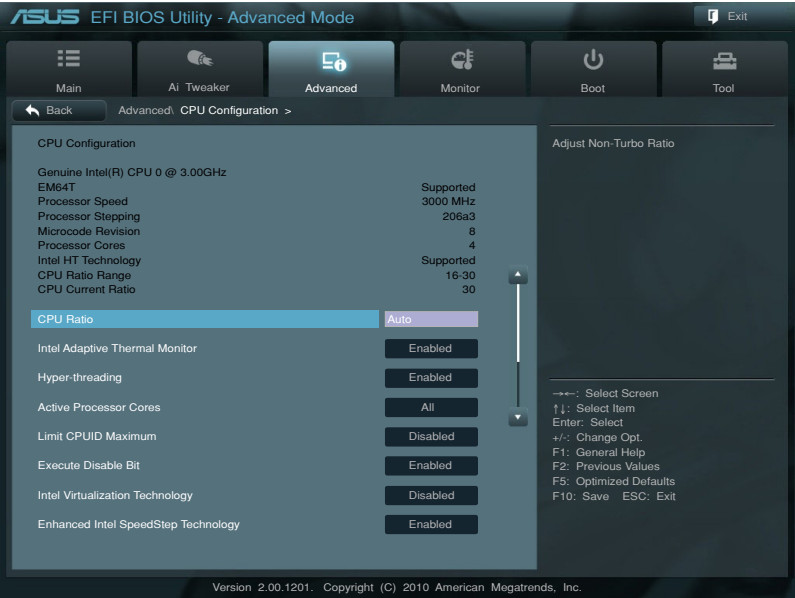 ASUS EFI BIOS Utility - Advanced Mode
Exit
Main Ai Tweaker Advanced Monitor Boot Tool
Back Advanced\ CPU Configuration >
CPU Configuration
Genuine Intel(R) CPU 0 @ 3.00GHz
EM64T Supported
Processor Speed 3000 MHz
Processor Stepping 206a3
Microcode Revision 8
Processor Cores 4
Intel HT Technology Supported
CPU Ratio Range 16-30
CPU Current Ratio 30
CPU Ratio Auto
Intel Adaptive Thermal Monitor Enabled
Hyper-threading Enabled
Active Processor Cores All
Limit CPUID Maximum Disabled
Execute Disable Bit Enabled
Intel Virtualization Technology Disabled
Enhanced Intel SpeedStep Technology Enabled
Adjust Non-Turbo Ratio
→←: Select Screen
↑↓: Select Item
Enter: Select
+/-: Change Opt.
F1: General Help
F2: Previous Values
F5: Optimized Defaults
F10: Save ESC: Exit
Version 2.00.1201. Copyright (C) 2010 American Megatrends, Inc.